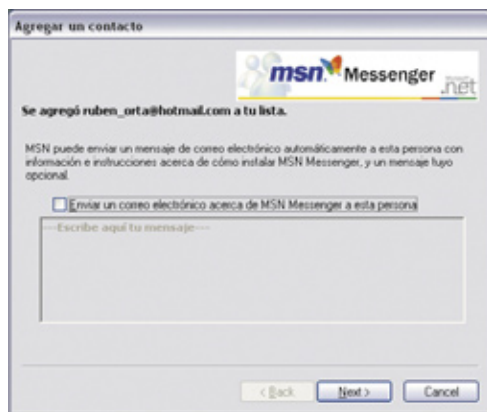 Agregar un contacto
msn Messenger
Microsoft .net
Se agregó ruben_orta@hotmail.com a tu lista.
MSN puede enviar un mensaje de correo electrónico automáticamente a esta persona con
información e instrucciones acerca de cómo instalar MSN Messenger, y un mensaje tuyo
opcional.
Enviar un correo electrónico acerca de MSN Messenger a esta persona
---Escribe aquí tu mensaje---
< Back
Next >
Cancel